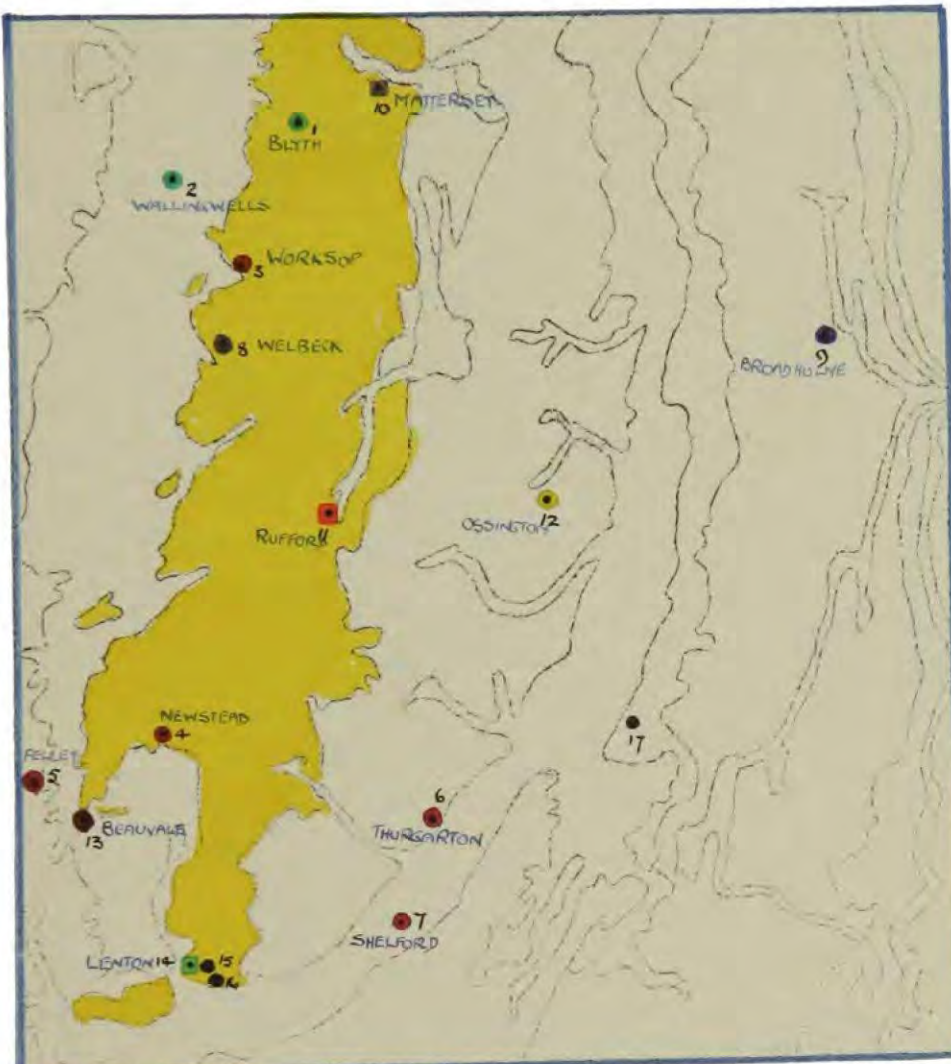 10 MATTERSEY
1
BLYTH
2
WALLINGWELLS
3 WORKSOP
8 WELBECK
9
BROADHOLME
11
RUFFORD
12
OSSINGTON
NEWSTEAD
4
17
FELLEY
5
6
BEAUVALE
13
THURGARTON
7
SHELFORD
LENTON 14
15
16